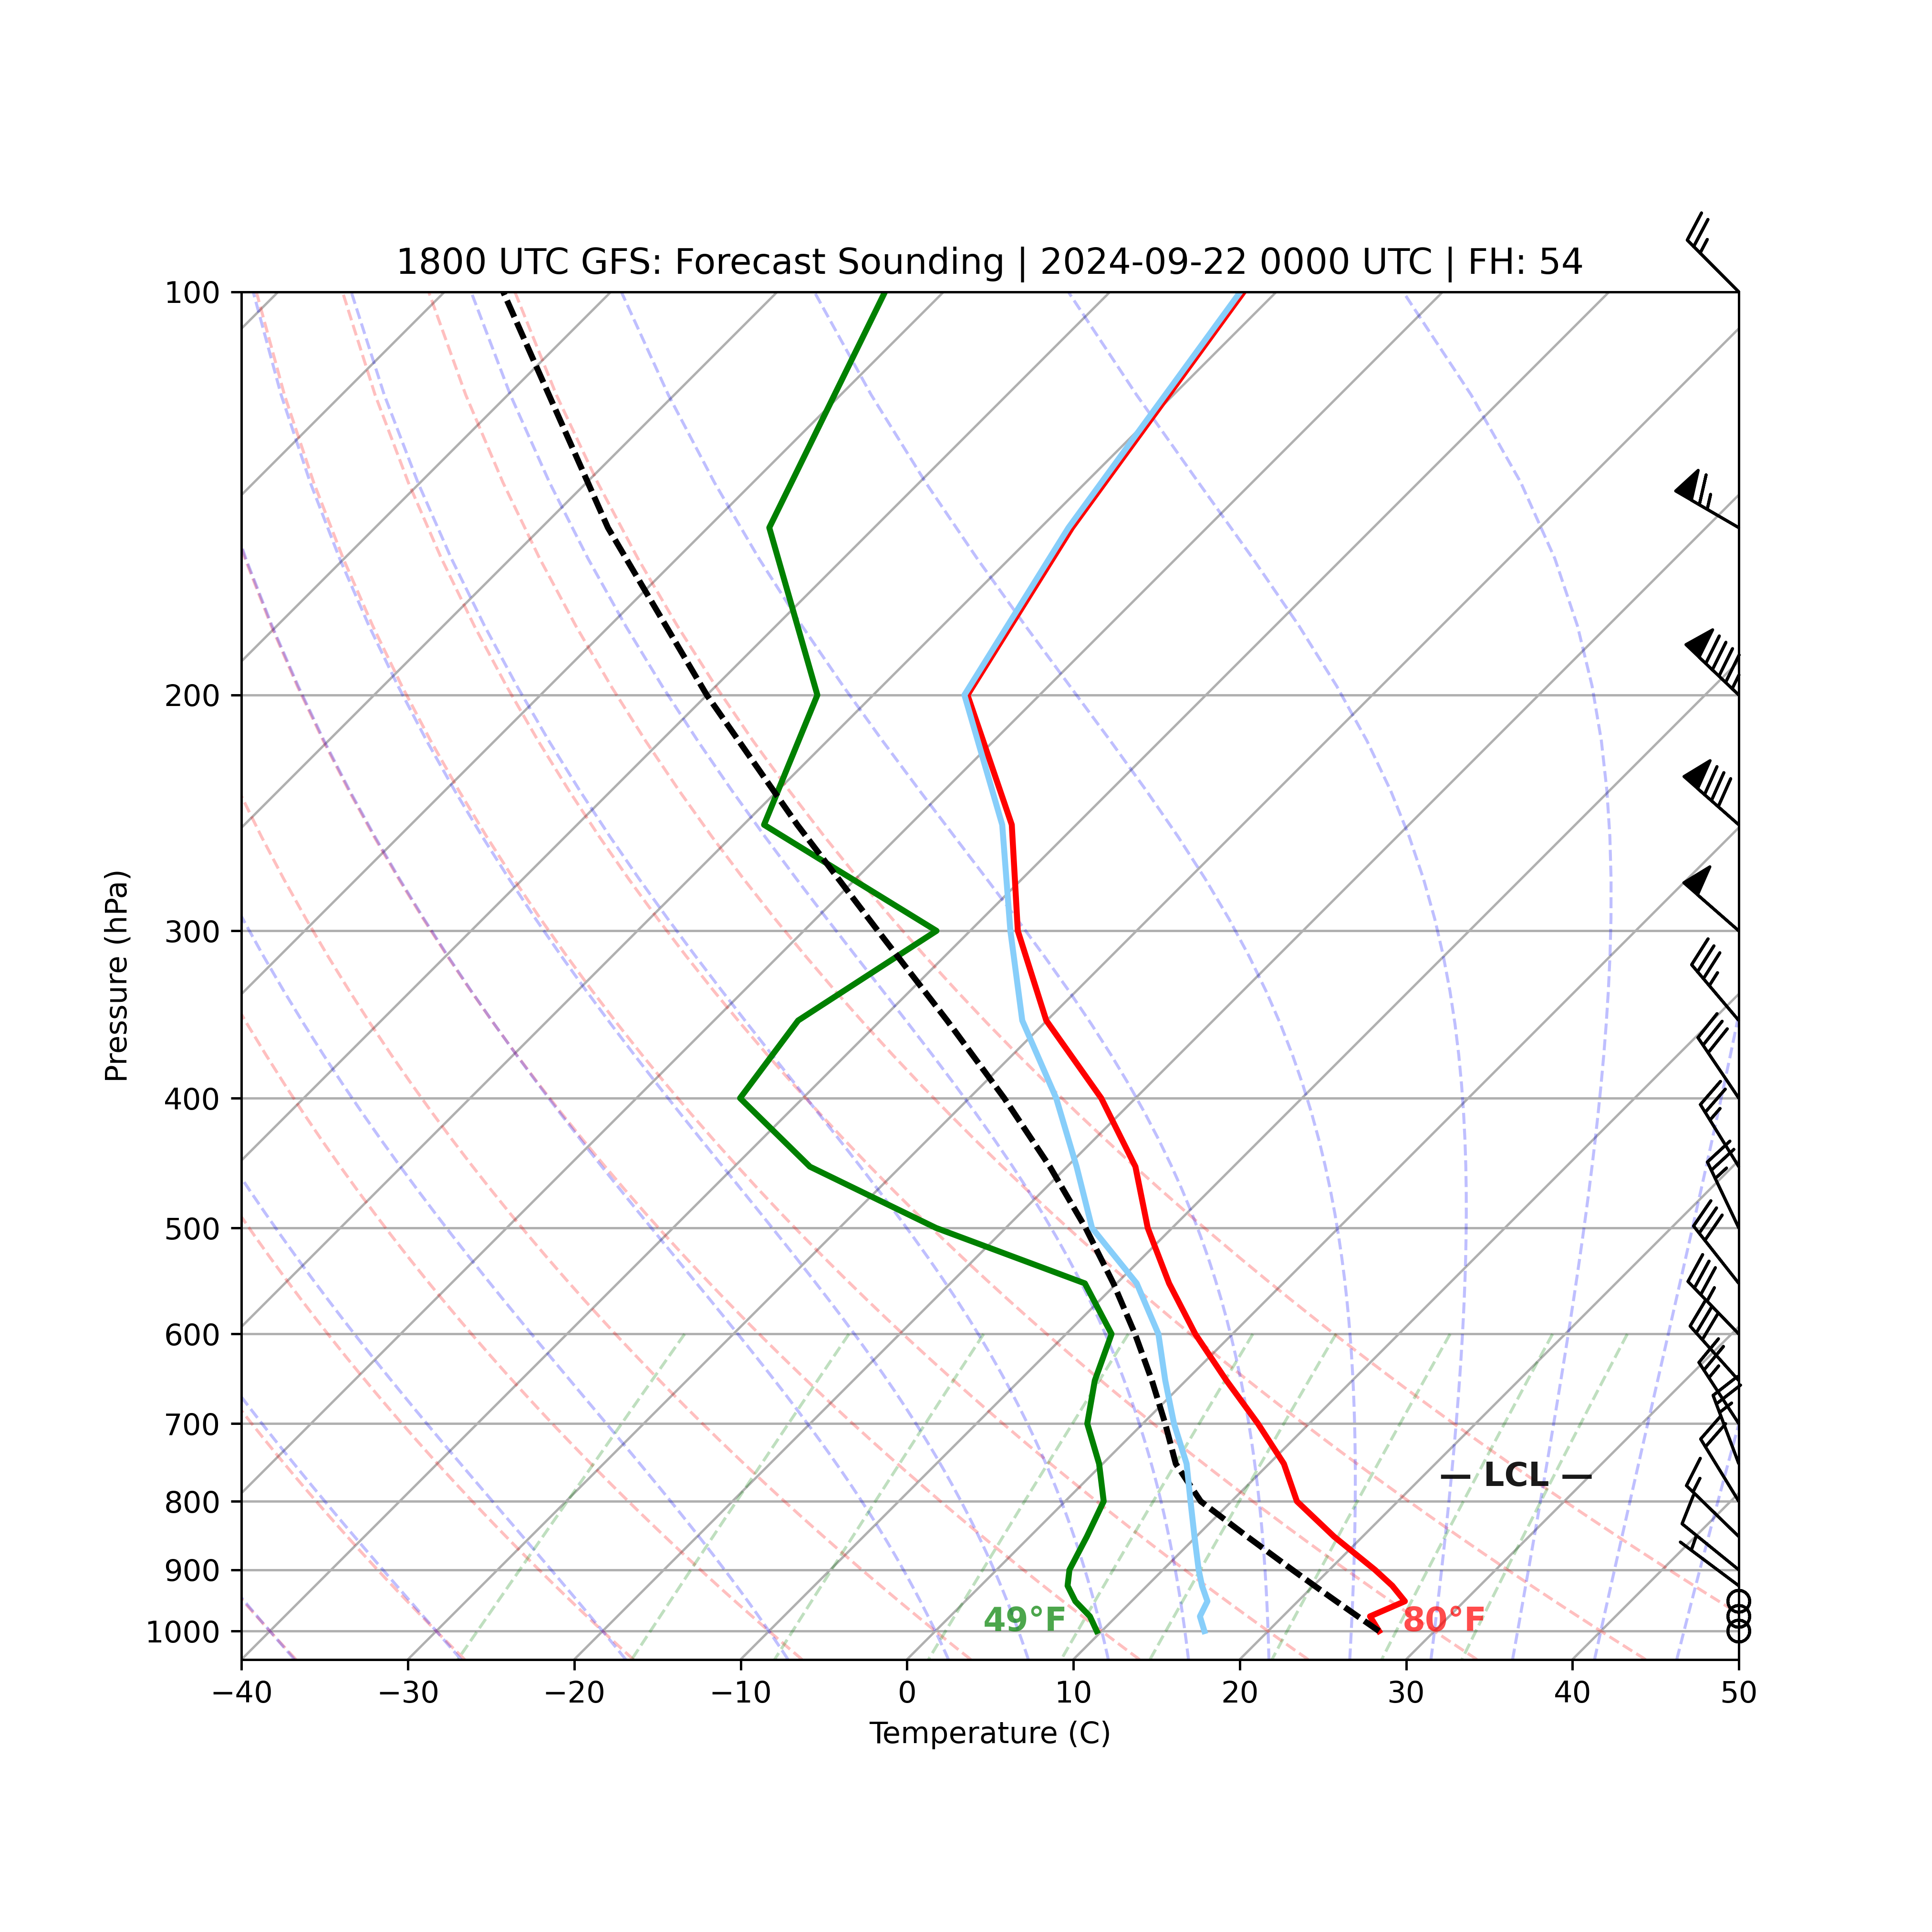 1800 UTC GFS: Forecast Sounding | 2024-09-22 0000 UTC | FH: 54
100
200
300
400
500
600
700
800
900
1000
Pressure (hPa)
— LCL —
49°F
80°F
−40 −30 −20 −10 0 10 20 30 40 50
Temperature (C)